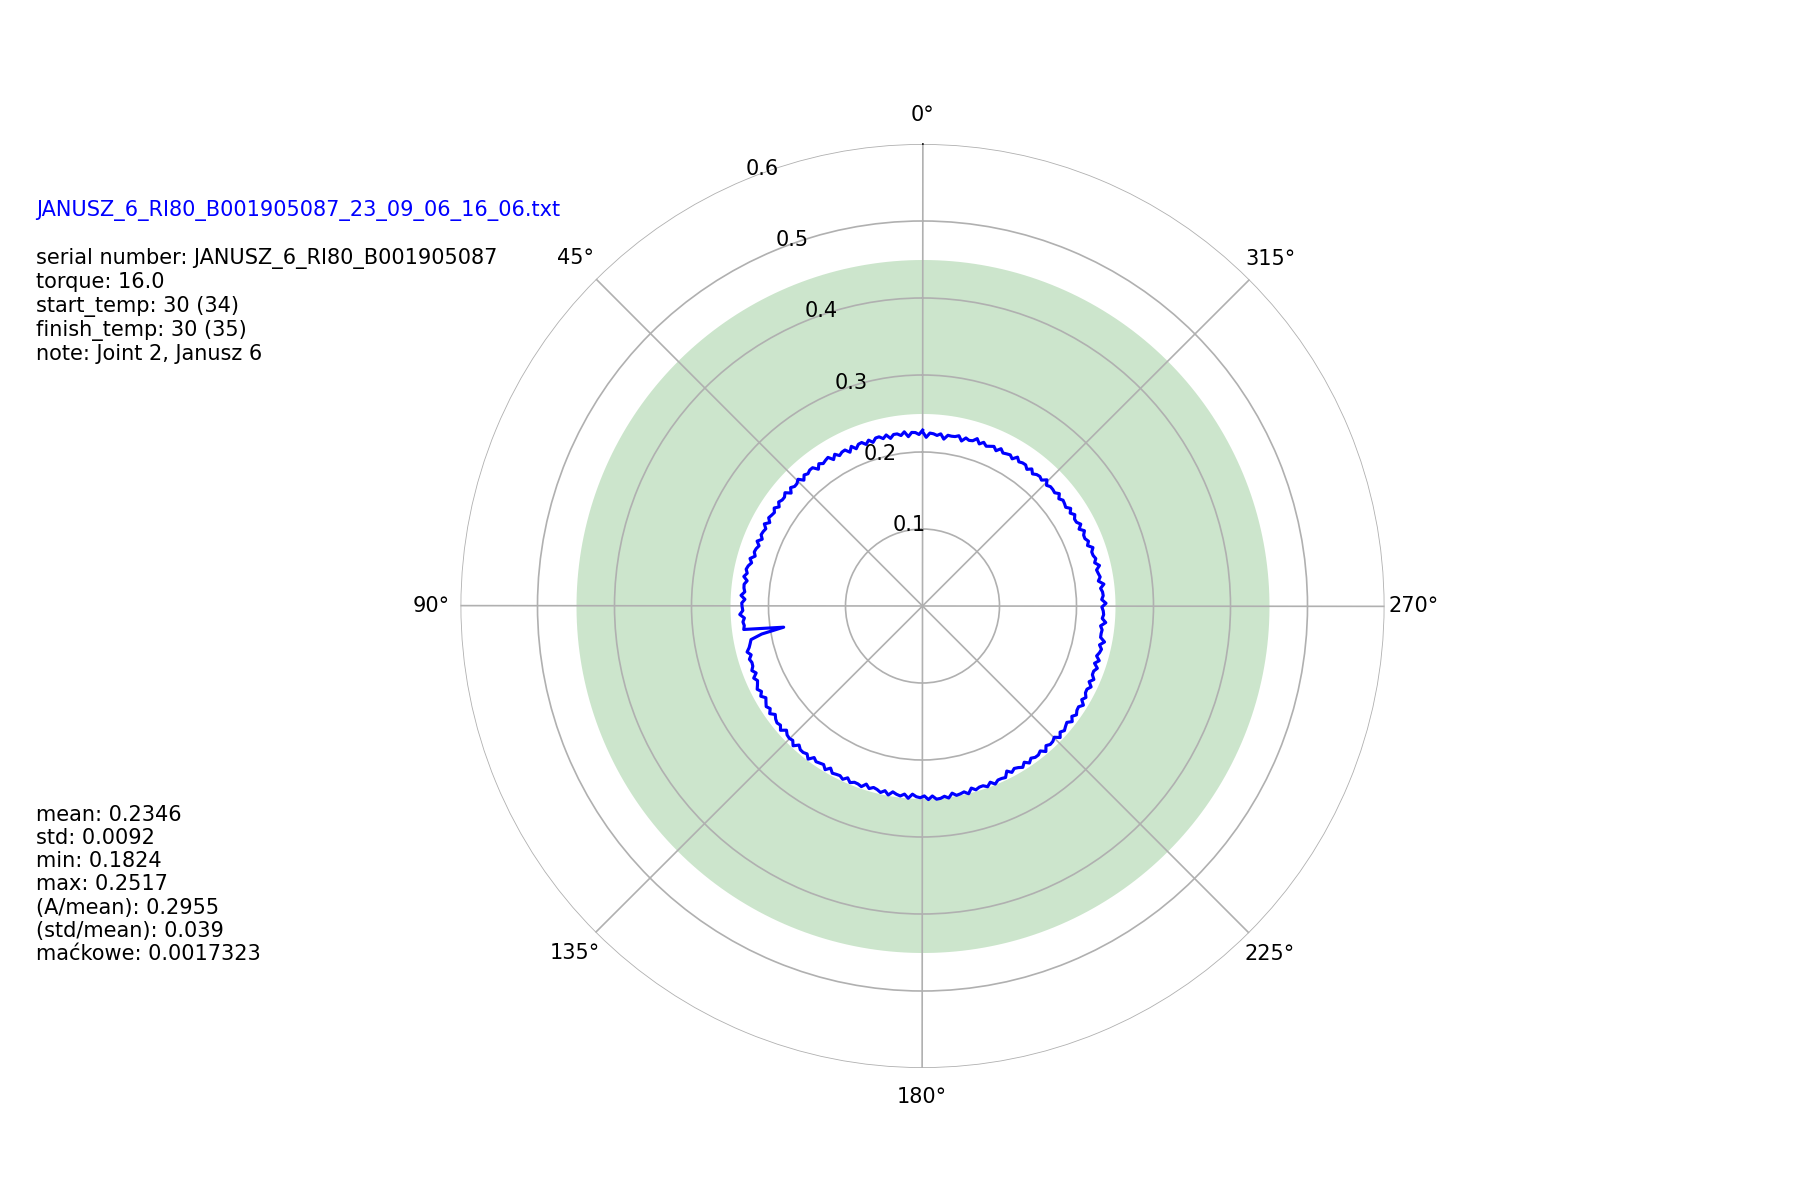 0°
0.6
JANUSZ_6_RI80_B001905087_23_09_06_16_06.txt
0.5
serial number: JANUSZ_6_RI80_B001905087
45°
315°
torque: 16.0
start_temp: 30 (34)
0.4
finish_temp: 30 (35)
note: Joint 2, Janusz 6
0.3
0.2
0.1
90°
270°
mean: 0.2346
std: 0.0092
min: 0.1824
max: 0.2517
(A/mean): 0.2955
(std/mean): 0.039
maćkowe: 0.0017323
135°
225°
180°